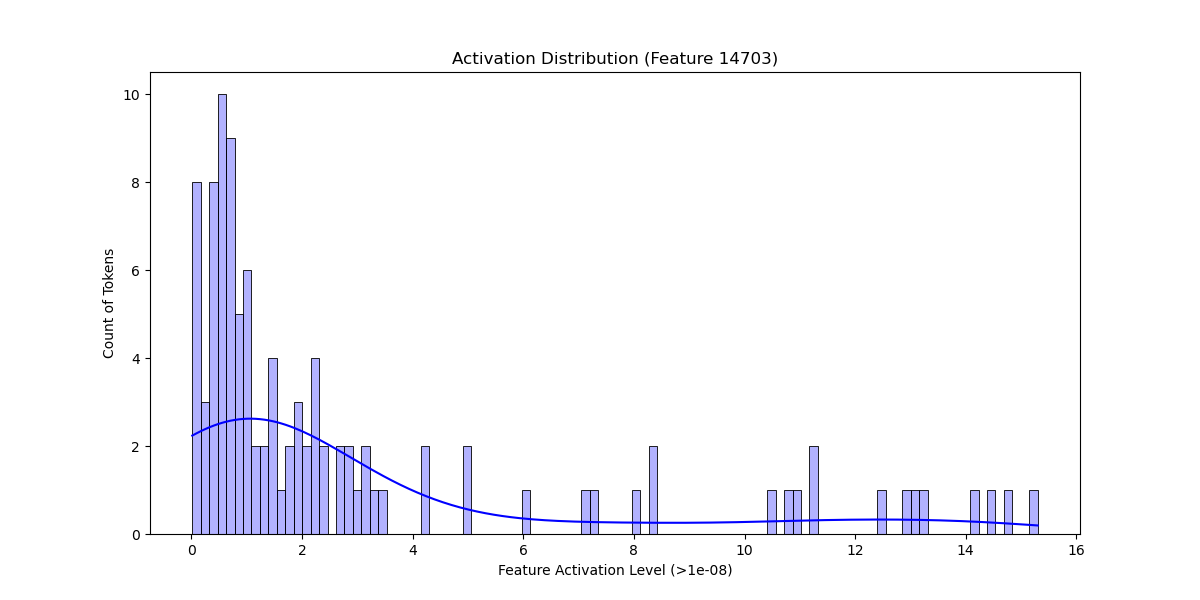 Activation Distribution (Feature 14703)
Count of Tokens
10
8
6
4
2
0
0 2 4 6 8 10 12 14 16
Feature Activation Level (>1e-08)